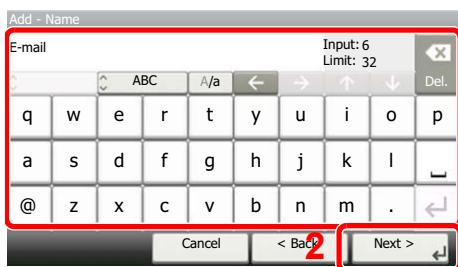 Add - Name
E-mail
Input: 6
Limit: 32
ABC A/a ← → ↑ ↓ Del.
q w e r t y u i o p
a s d f g h j k l _
@ z x c v b n m .
Cancel < Back 2 Next >